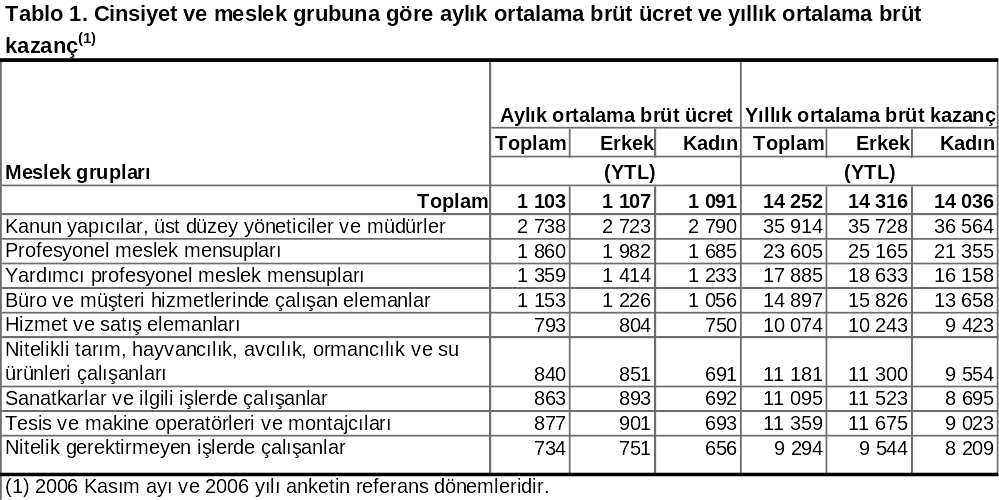 Tablo 1. Cinsiyet ve meslek grubuna göre aylık ortalama brüt ücret ve yıllık ortalama brüt
kazanç(1)
Aylık ortalama brüt ücret Yıllık ortalama brüt kazanç
Toplam Erkek Kadın Toplam Erkek Kadın
Meslek grupları (YTL) (YTL)
Toplam 1 103 1 107 1 091 14 252 14 316 14 036
Kanun yapıcılar, üst düzey yöneticiler ve müdürler 2 738 2 723 2 790 35 914 35 728 36 564
Profesyonel meslek mensupları 1 860 1 982 1 685 23 605 25 165 21 355
Yardımcı profesyonel meslek mensupları 1 359 1 414 1 233 17 885 18 633 16 158
Büro ve müşteri hizmetlerinde çalışan elemanlar 1 153 1 226 1 056 14 897 15 826 13 658
Hizmet ve satış elemanları 793 804 750 10 074 10 243 9 423
Nitelikli tarım, hayvancılık, avcılık, ormancılık ve su
ürünleri çalışanları 840 851 691 11 181 11 300 9 554
Sanatkarlar ve ilgili işlerde çalışanlar 863 893 692 11 095 11 523 8 695
Tesis ve makine operatörleri ve montajcıları 877 901 693 11 359 11 675 9 023
Nitelik gerektirmeyen işlerde çalışanlar 734 751 656 9 294 9 544 8 209
(1) 2006 Kasım ayı ve 2006 yılı anketin referans dönemleridir.